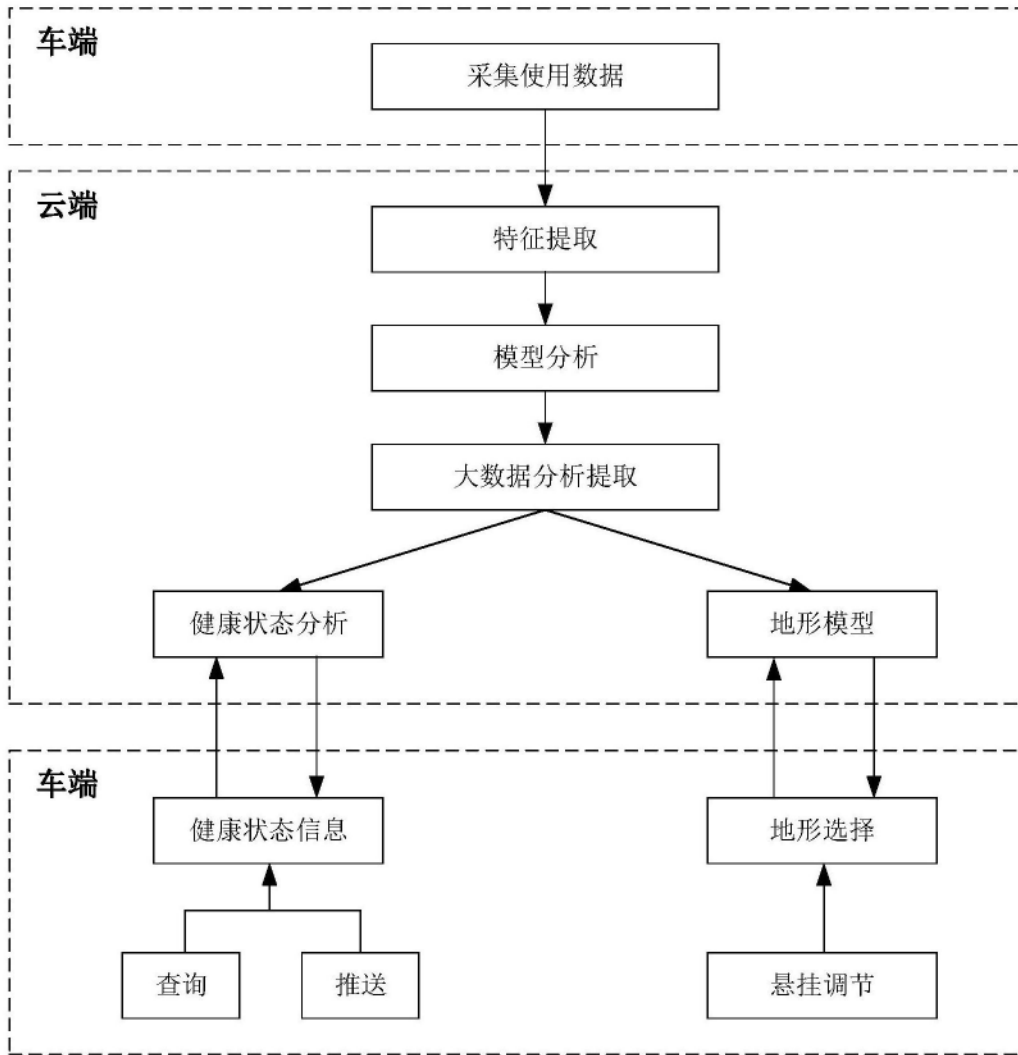 车端
采集使用数据
云端
特征提取
模型分析
大数据分析提取
健康状态分析
地形模型
车端
健康状态信息
地形选择
查询
推送
悬挂调节